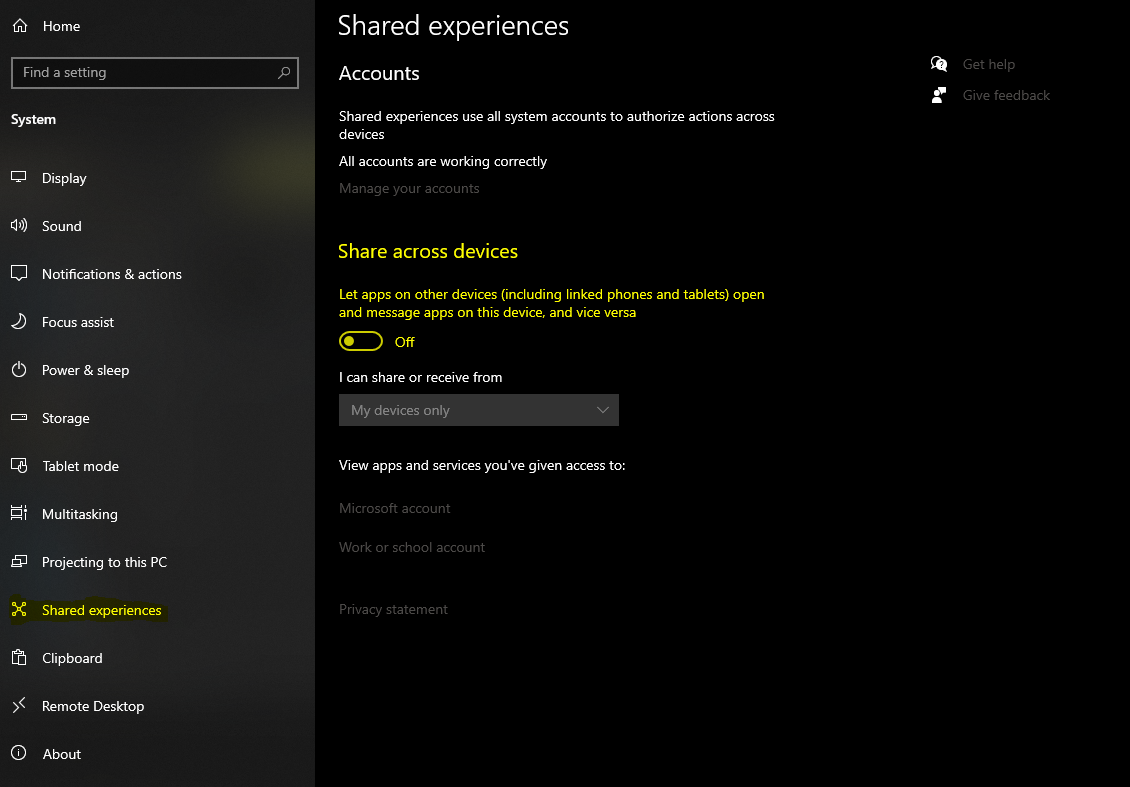 Home
Find a setting
System
Display
Sound
Notifications & actions
Focus assist
Power & sleep
Storage
Tablet mode
Multitasking
Projecting to this PC
Shared experiences
Clipboard
Remote Desktop
About
Shared experiences
Accounts
Shared experiences use all system accounts to authorize actions across
devices
All accounts are working correctly
Manage your accounts
Share across devices
Let apps on other devices (including linked phones and tablets) open
and message apps on this device, and vice versa
Off
I can share or receive from
My devices only
View apps and services you've given access to:
Microsoft account
Work or school account
Privacy statement
Get help
Give feedback